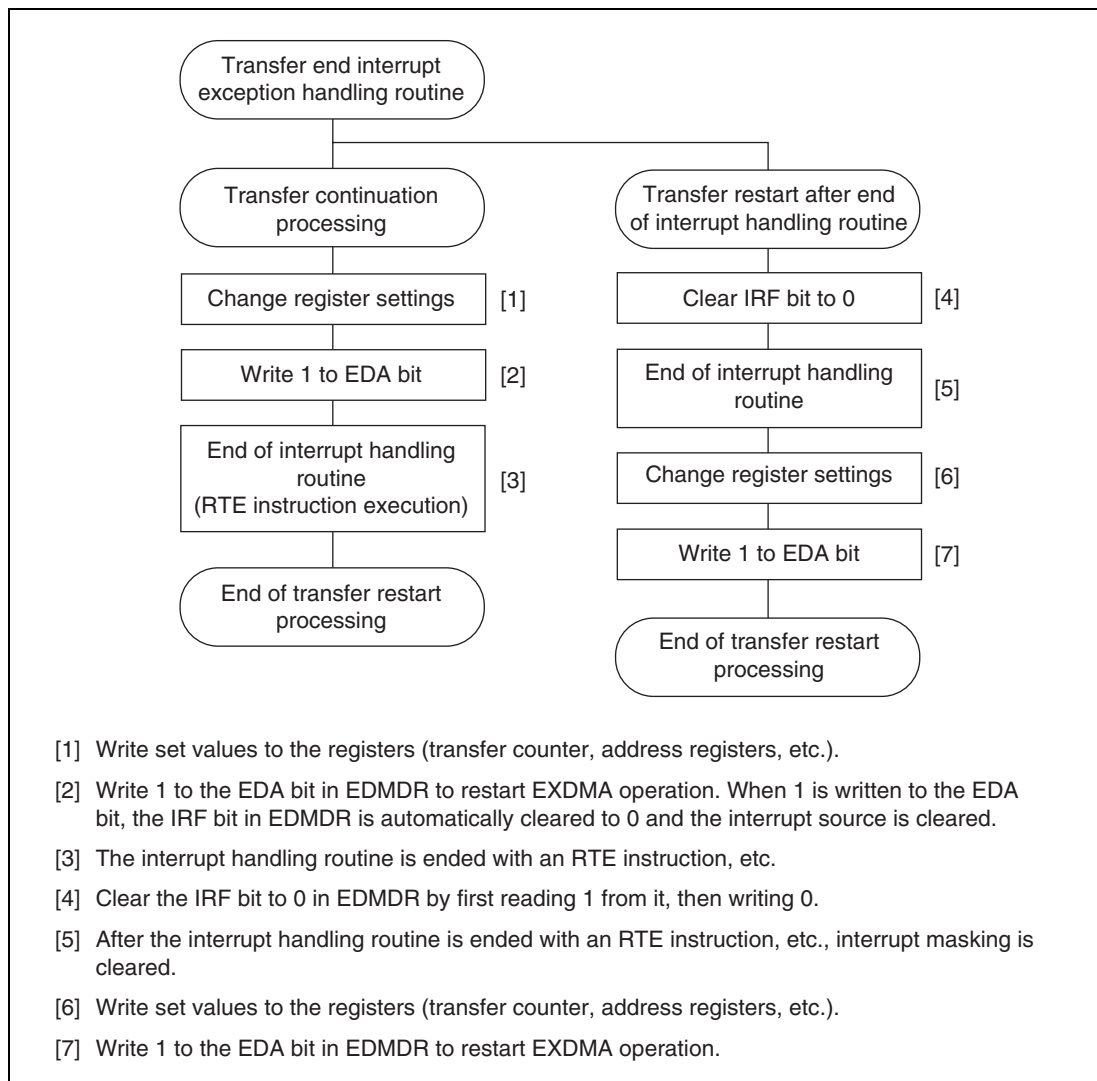 Transfer end interrupt
exception handling routine
Transfer continuation
processing
Change register settings [1]
Write 1 to EDA bit [2]
End of interrupt handling
routine
(RTE instruction execution) [3]
End of transfer restart
processing
Transfer restart after end
of interrupt handling routine
Clear IRF bit to 0 [4]
End of interrupt handling
routine [5]
Change register settings [6]
Write 1 to EDA bit [7]
End of transfer restart
processing
[1] Write set values to the registers (transfer counter, address registers, etc.).
[2] Write 1 to the EDA bit in EDMDR to restart EXDMA operation. When 1 is written to the EDA
bit, the IRF bit in EDMDR is automatically cleared to 0 and the interrupt source is cleared.
[3] The interrupt handling routine is ended with an RTE instruction, etc.
[4] Clear the IRF bit to 0 in EDMDR by first reading 1 from it, then writing 0.
[5] After the interrupt handling routine is ended with an RTE instruction, etc., interrupt masking is
cleared.
[6] Write set values to the registers (transfer counter, address registers, etc.).
[7] Write 1 to the EDA bit in EDMDR to restart EXDMA operation.